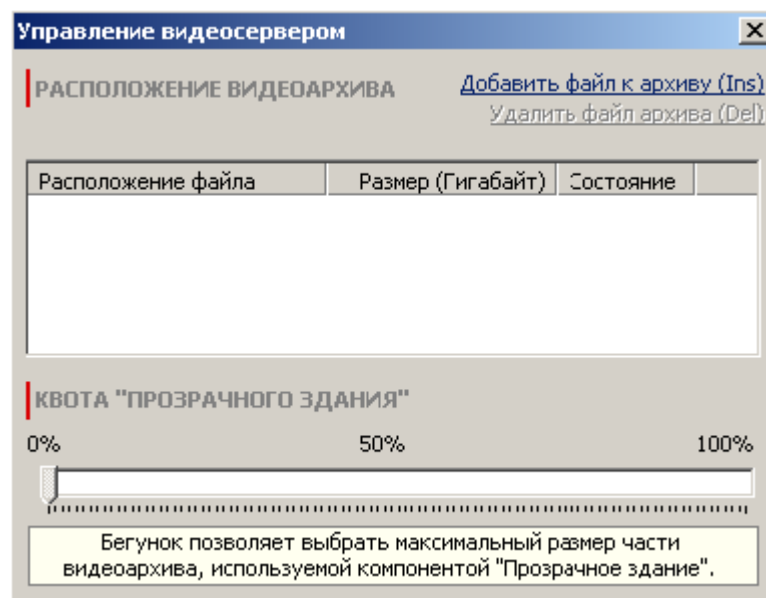 Управление видеосервером
РАСПОЛОЖЕНИЕ ВИДЕОАРХИВА
Добавить файл к архиву (Ins)
Удалить файл архива (Del)
Расположение файла Размер (Гигабайт) Состояние
КВОТА "ПРОЗРАЧНОГО ЗДАНИЯ"
0% 50% 100%
Бегунок позволяет выбрать максимальный размер части
видеоархива, используемой компонентой "Прозрачное здание".